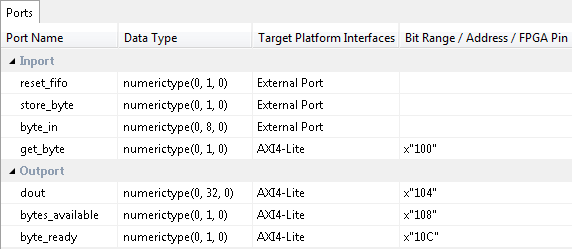 Ports
Port Name Data Type Target Platform Interfaces Bit Range / Address / FPGA Pin
Inport
reset_fifo numerictype(0, 1, 0) External Port
store_byte numerictype(0, 1, 0) External Port
byte_in numerictype(0, 8, 0) External Port
get_byte numerictype(0, 1, 0) AXI4-Lite x"100"
Outport
dout numerictype(0, 32, 0) AXI4-Lite x"104"
bytes_available numerictype(0, 1, 0) AXI4-Lite x"108"
byte_ready numerictype(0, 1, 0) AXI4-Lite x"10C"